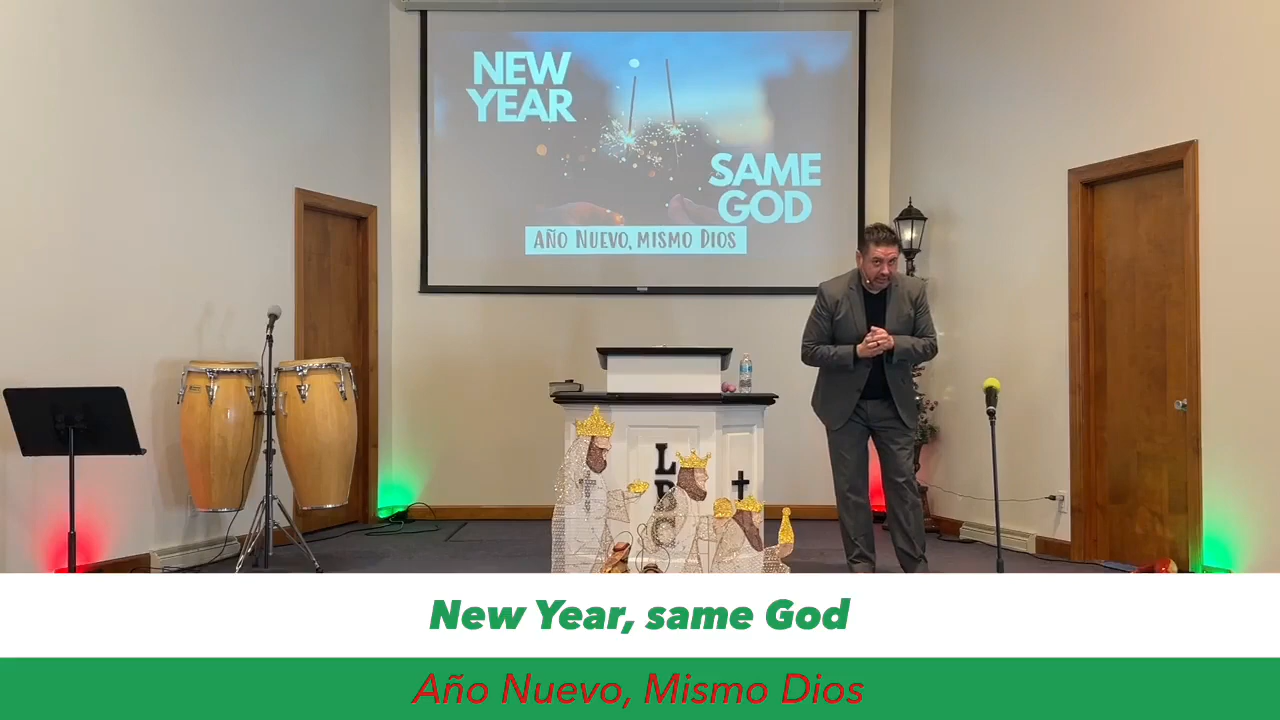 NEW
YEAR
SAME
GOD
AÑO NUEVO, MISMO DIOS
New Year, same God
Año Nuevo, Mismo Dios